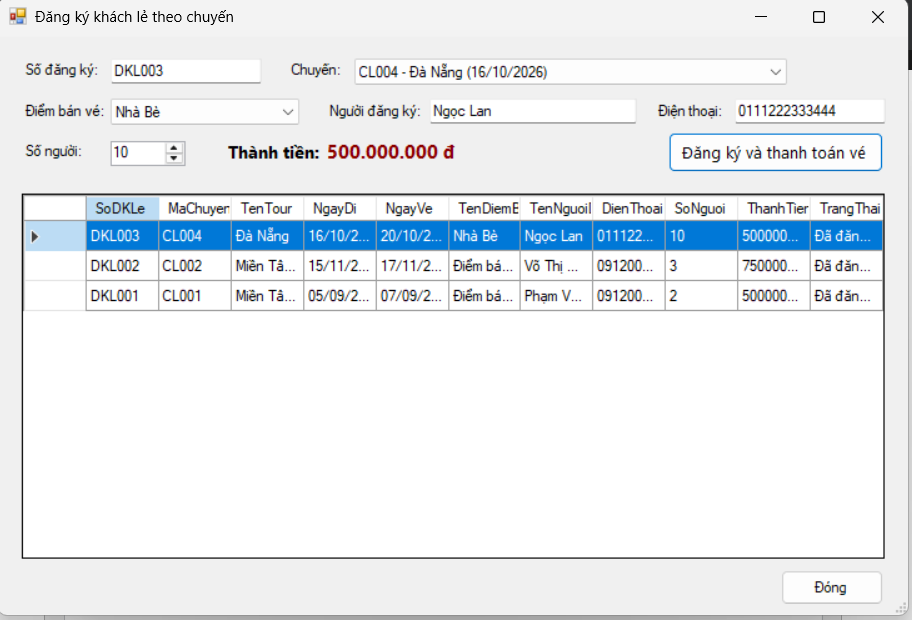 Đăng ký khách lẻ theo chuyến
Số đăng ký: DKL003 Chuyến: CL004 - Đà Nẵng (16/10/2026)
Điểm bán vé: Nhà Bè Người đăng ký: Ngọc Lan Điện thoại: 0111222333444
Số người: 10 Thành tiền: 500.000.000 đ Đăng ký và thanh toán vé
SoDKLe MaChuyen TenTour NgayDi NgayVe TenDiemB TenNguoiI DienThoai SoNguoi ThanhTier TrangThai
DKL003 CL004 Đà Nẵng 16/10/2... 20/10/2... Nhà Bè Ngọc Lan 011122... 10 500000... Đã đăn...
DKL002 CL002 Miền Tâ... 15/11/2... 17/11/2... Điểm bá... Võ Thị ... 091200... 3 750000... Đã đăn...
DKL001 CL001 Miền Tâ... 05/09/2... 07/09/2... Điểm bá... Phạm V... 091200... 2 500000... Đã đăn...
Đóng